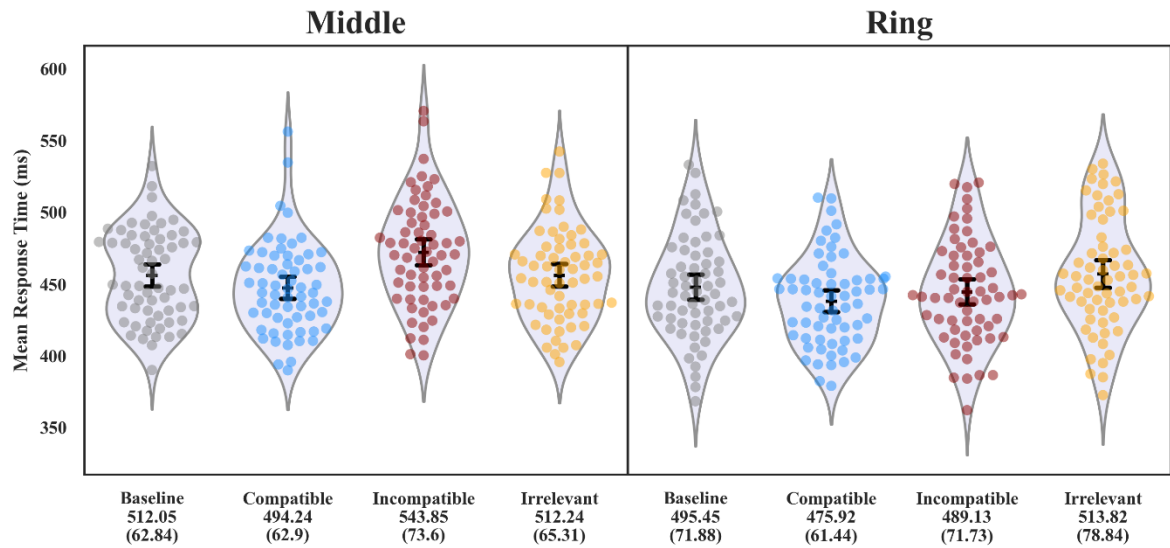 Middle Ring
Mean Response Time (ms)
600
550
500
450
400
350
Baseline Compatible Incompatible Irrelevant Baseline Compatible Incompatible Irrelevant
512.05 494.24 543.85 512.24 495.45 475.92 489.13 513.82
(62.84) (62.9) (73.6) (65.31) (71.88) (61.44) (71.73) (78.84)